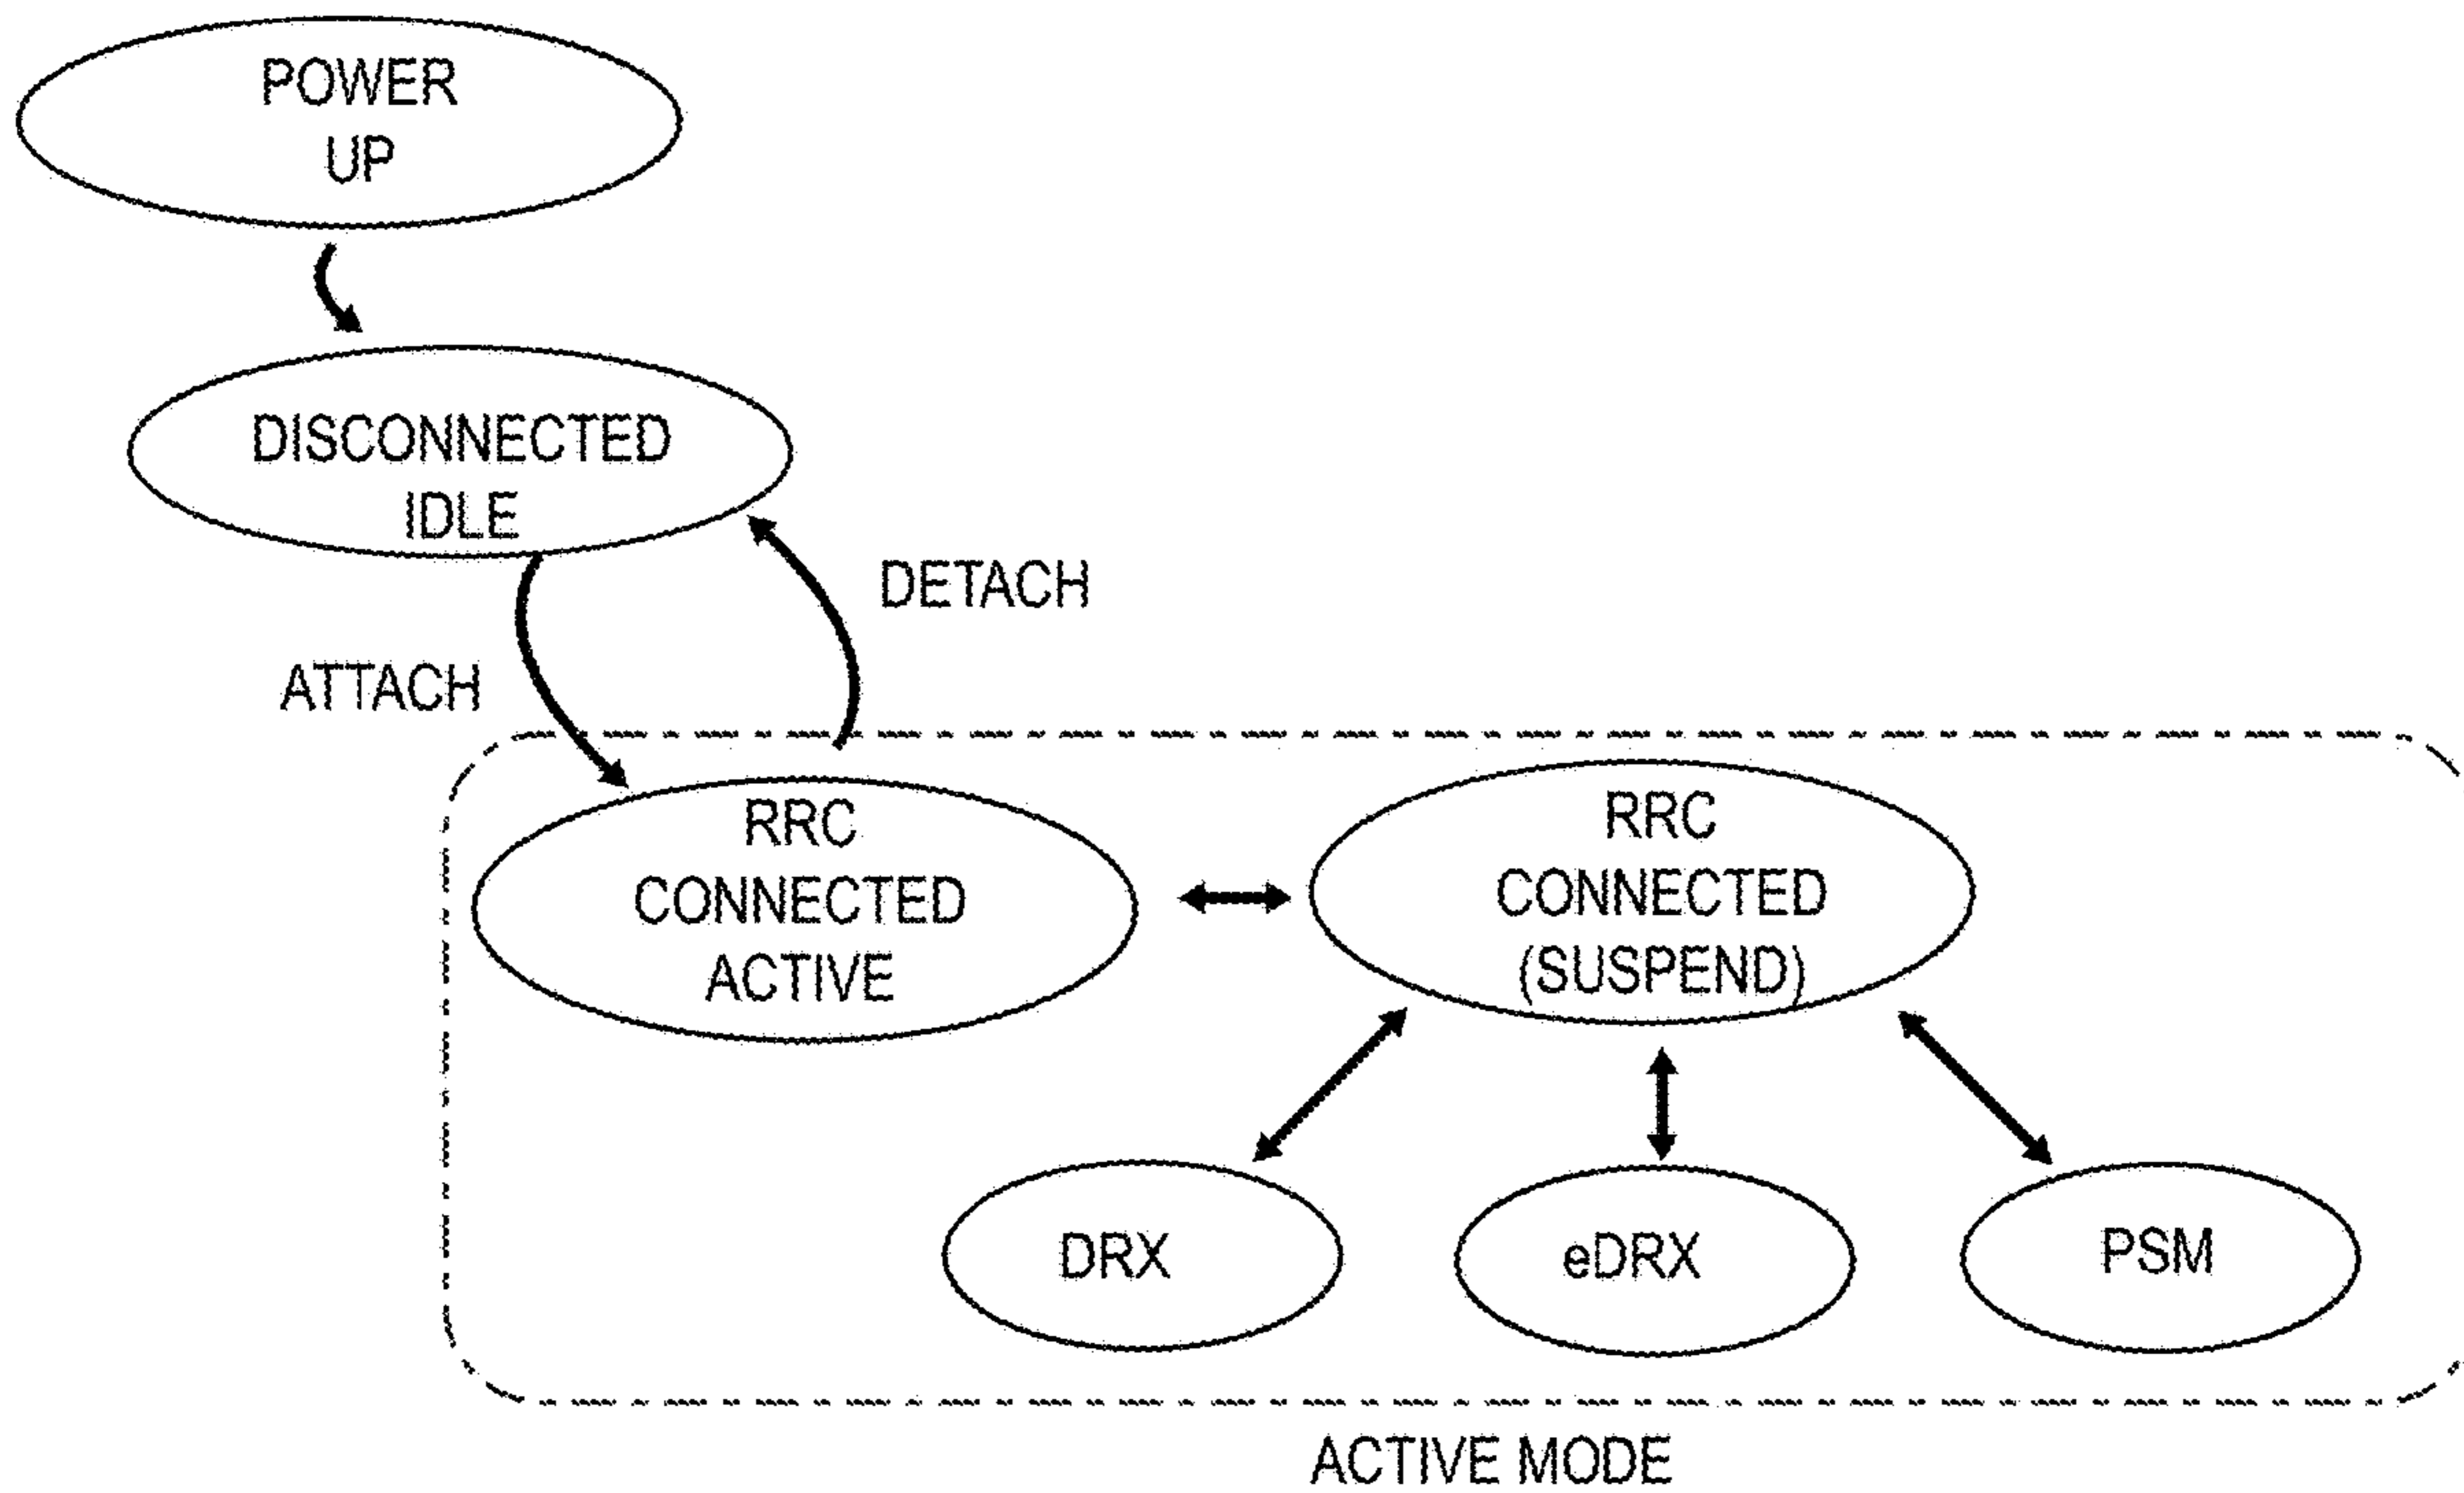 POWER
UP
DISCONNECTED
IDLE
DETACH
ATTACH
RRC
CONNECTED
ACTIVE
RRC
CONNECTED
(SUSPEND)
DRX
eDRX
PSM
ACTIVE MODE